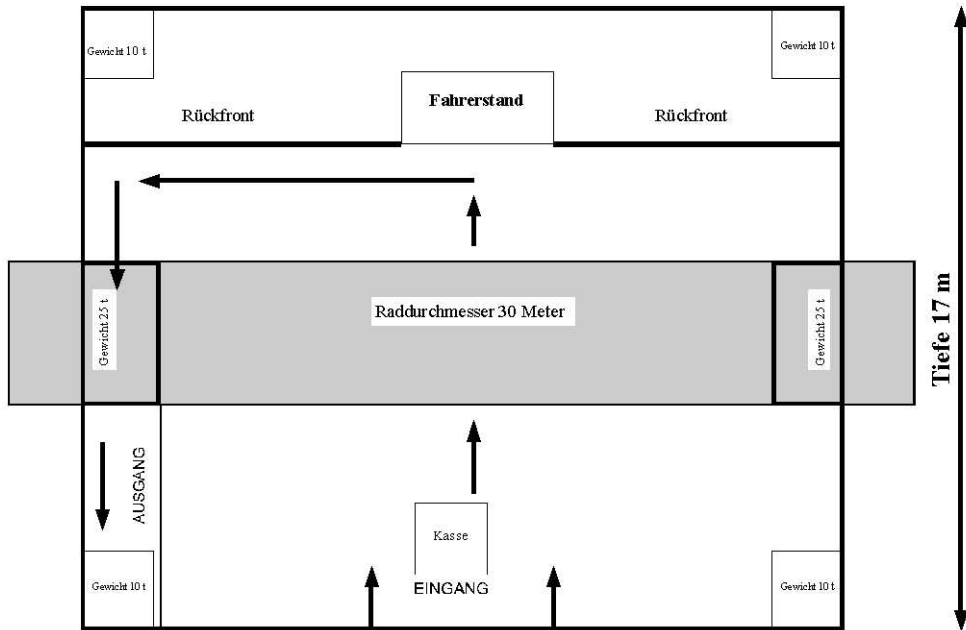 Gewicht 10 t
Gewicht 10 t
Fahrerstand
Rückfront
Rückfront
Gewicht 25 t
Raddurchmesser 30 Meter
Gewicht 25 t
Tiefe 17 m
AUSGANG
Kasse
Gewicht 10 t
EINGANG
Gewicht 10 t